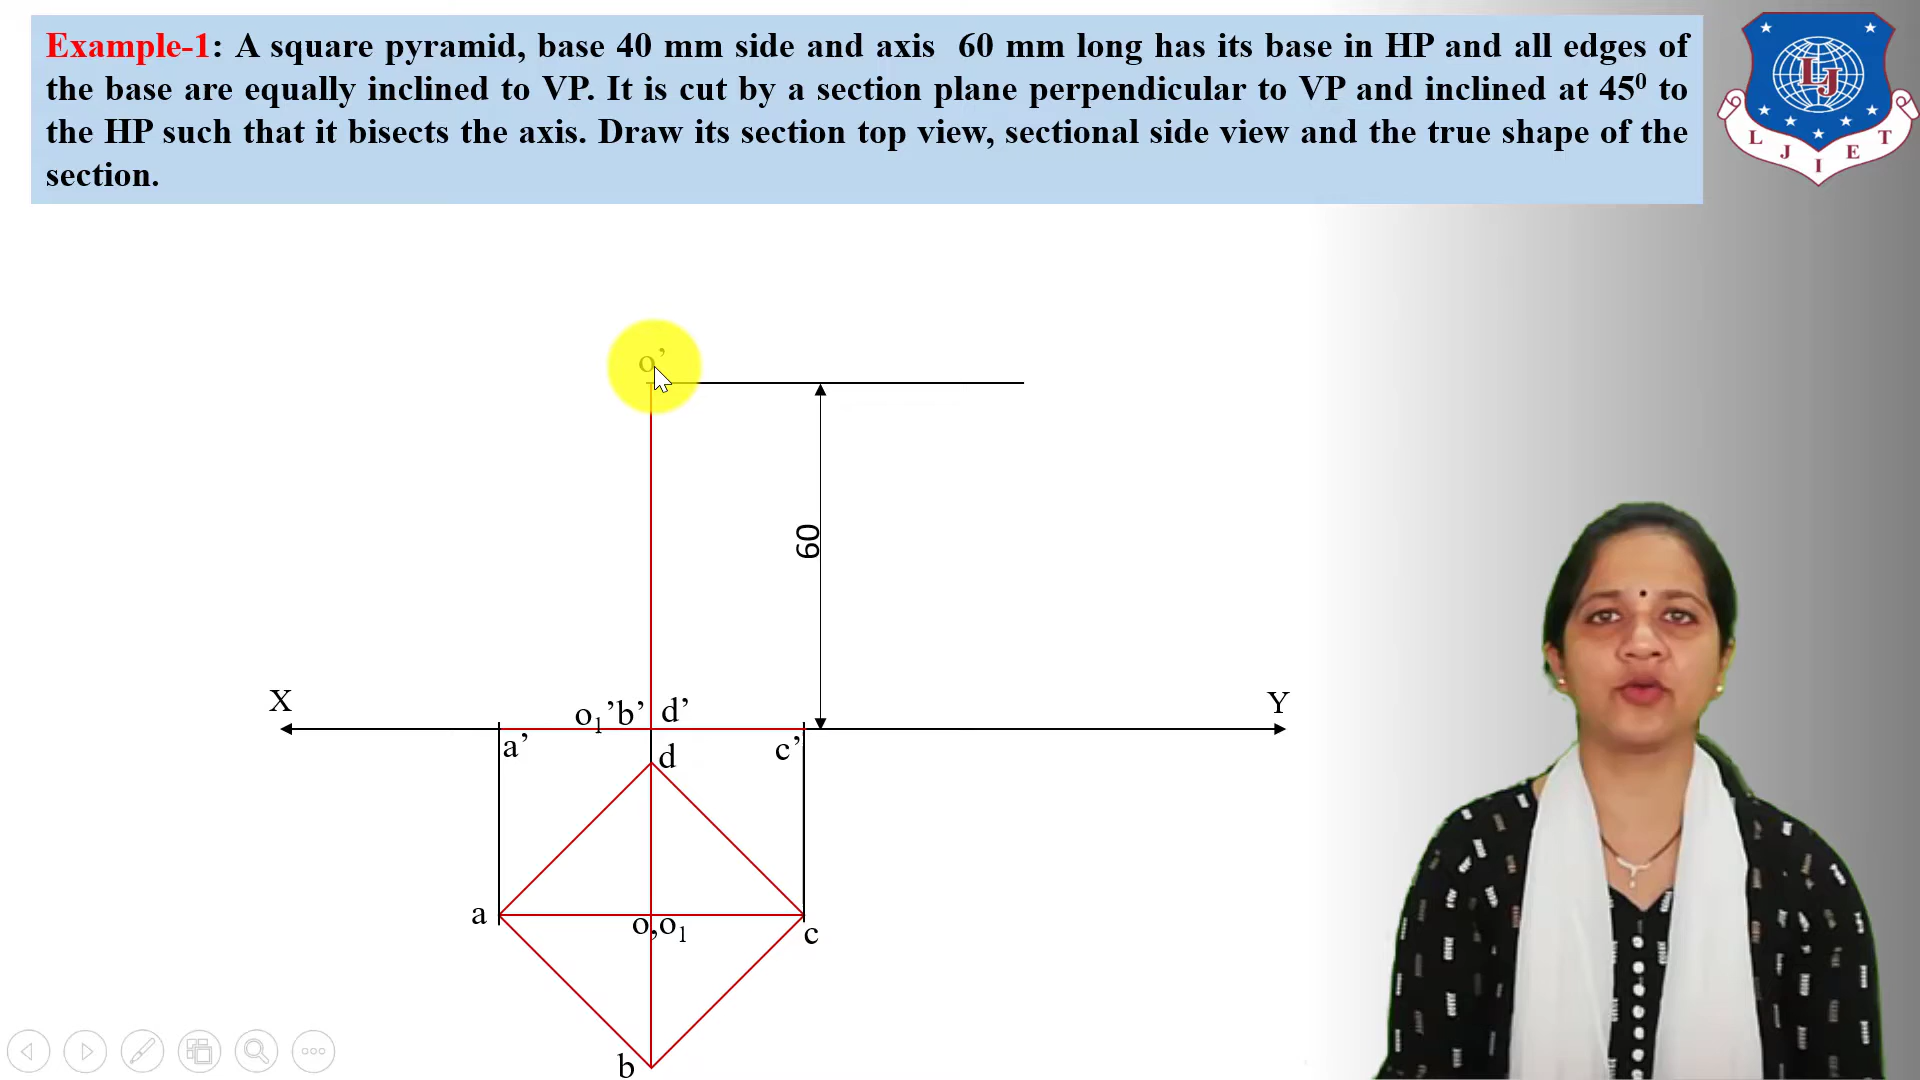 Example-1: A square pyramid, base 40 mm side and axis 60 mm long has its base in HP and all edges of
the base are equally inclined to VP. It is cut by a section plane perpendicular to VP and inclined at 45⁰ to
the HP such that it bisects the axis. Draw its section top view, sectional side view and the true shape of the
section.
LJ
L J I E T
o’
60
X
o₁’b’ d’
Y
a’
c’
d
a
o,o₁
c
b